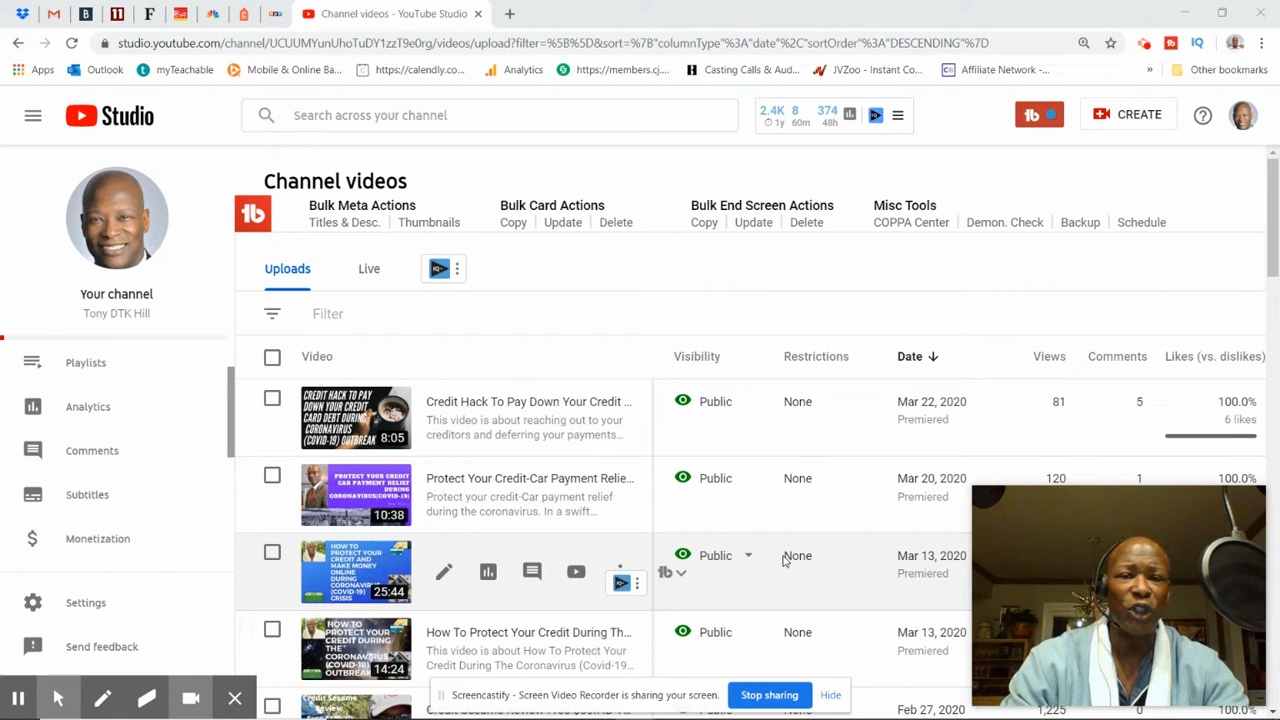 Channel videos - YouTube Studio
studio.youtube.com/channel/UCUUMYunUhoTuDY1zzT9e0rg/videos/upload?filter=%5B%5D&sort=%7B"columnType"%3A"date"%2C"sortOrder"%3A"DESCENDING"%7D
Apps Outlook myTeachable Mobile & Online Ba... https://calendly.co... Analytics https://members.cj... Casting Calls & Aud... JVZoo - Instant Co... Affiliate Network -... » Other bookmarks
Studio Search across your channel 2.4K 8 374 CREATE
1y 60m 48h
Channel videos
Bulk Meta Actions Bulk Card Actions Bulk End Screen Actions Misc Tools
Titles & Desc. Thumbnails Copy Update Delete Copy Update Delete COPPA Center Demon. Check Backup Schedule
Uploads Live
Your channel
Tony DTK Hill
Filter
Playlists
Analytics
Comments
Subtitles
Monetization
Settings
Send feedback
Video Visibility Restrictions Date Views Comments Likes (vs. dislikes)
CREDIT HACK TO PAY
DOWN YOUR CREDIT
CARD DEBT DURING
CORONAVIRUS
(COVID-19) OUTBREAK
8:05
Credit Hack To Pay Down Your Credit ... Public None Mar 22, 2020 81 5 100.0%
This video is about reaching out to your Premiered 6 likes
creditors and deferring your payments...
PROTECT YOUR
CREDIT-CAR PAYMENT
RELIEF DURING
CORONAVIRUS(COVID-19)
10:38
Protect Your Credit-Car Payment Relie... Public None Mar 20, 2020 120 1 100.0%
Protect your credit-Car payment relief Premiered
during the coronavirus. In a swift...
HOW TO
PROTECT YOUR
CREDIT AND
MAKE MONEY
ONLINE
DURING
CORONAVIRUS
(COVID-19)
CRISIS
25:44
Public None Mar 13, 2020
Premiered
HOW TO PROTECT YOUR
CREDIT DURING
THE
CORONAVIRUS
(COVID-19)
OUTBREAK
14:24
How To Protect Your Credit During Th... Public None Mar 13, 2020
This video is about How To Protect Your Premiered
Credit During The Coronavirus (Covid-19...
Screencastify - Screen Video Recorder is sharing your screen. Stop sharing Hide
Feb 27, 2020 1,225 0 100.0%